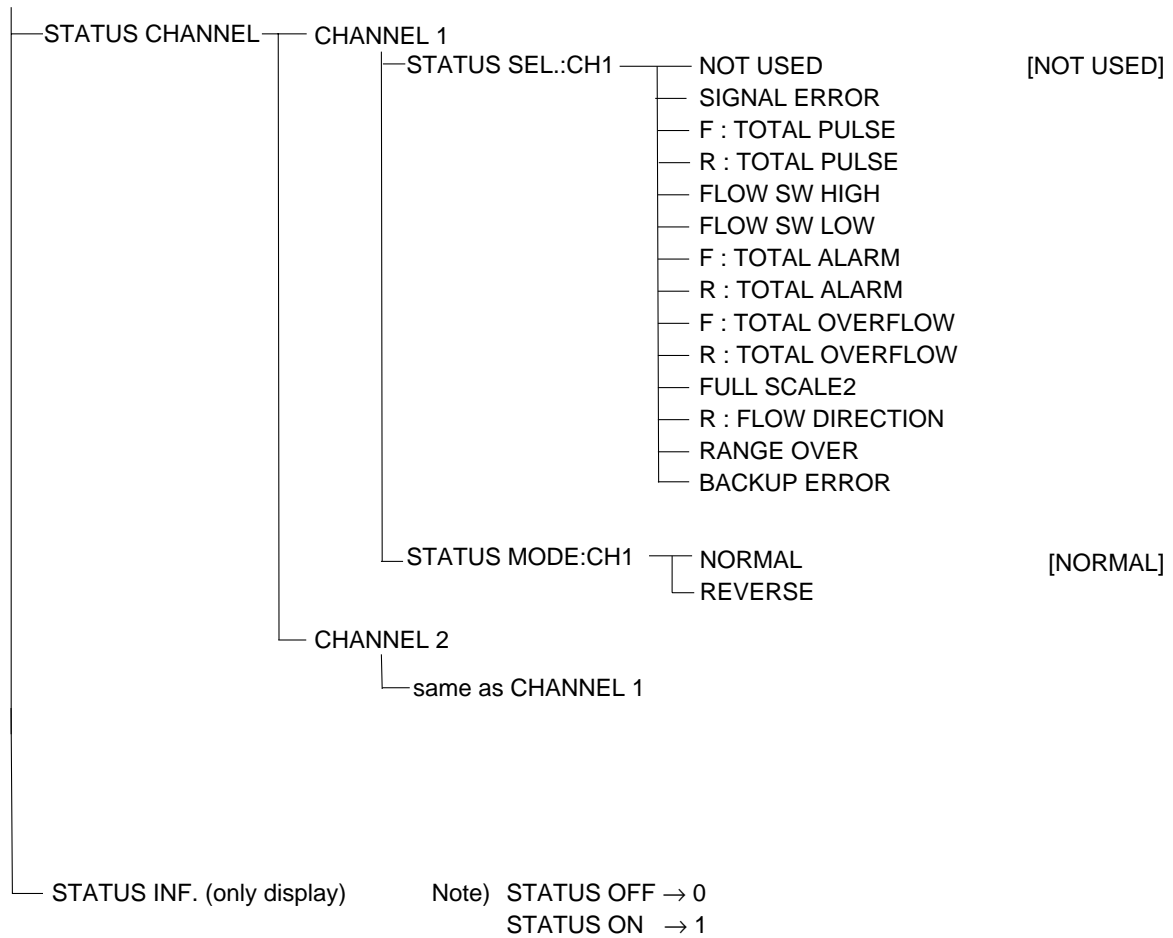 STATUS CHANNEL CHANNEL 1
STATUS SEL.:CH1 NOT USED [NOT USED]
SIGNAL ERROR
F : TOTAL PULSE
R : TOTAL PULSE
FLOW SW HIGH
FLOW SW LOW
F : TOTAL ALARM
R : TOTAL ALARM
F : TOTAL OVERFLOW
R : TOTAL OVERFLOW
FULL SCALE2
R : FLOW DIRECTION
RANGE OVER
BACKUP ERROR
STATUS MODE:CH1 NORMAL [NORMAL]
REVERSE
CHANNEL 2
same as CHANNEL 1
STATUS INF. (only display) Note) STATUS OFF → 0
STATUS ON → 1